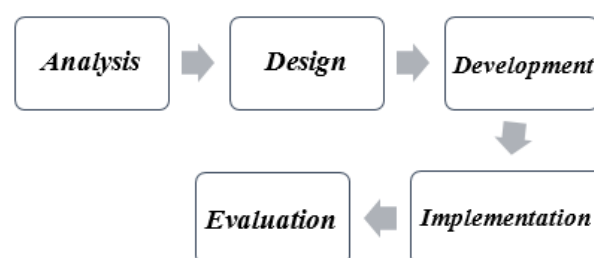 Analysis
Design
Development
Implementation
Evaluation